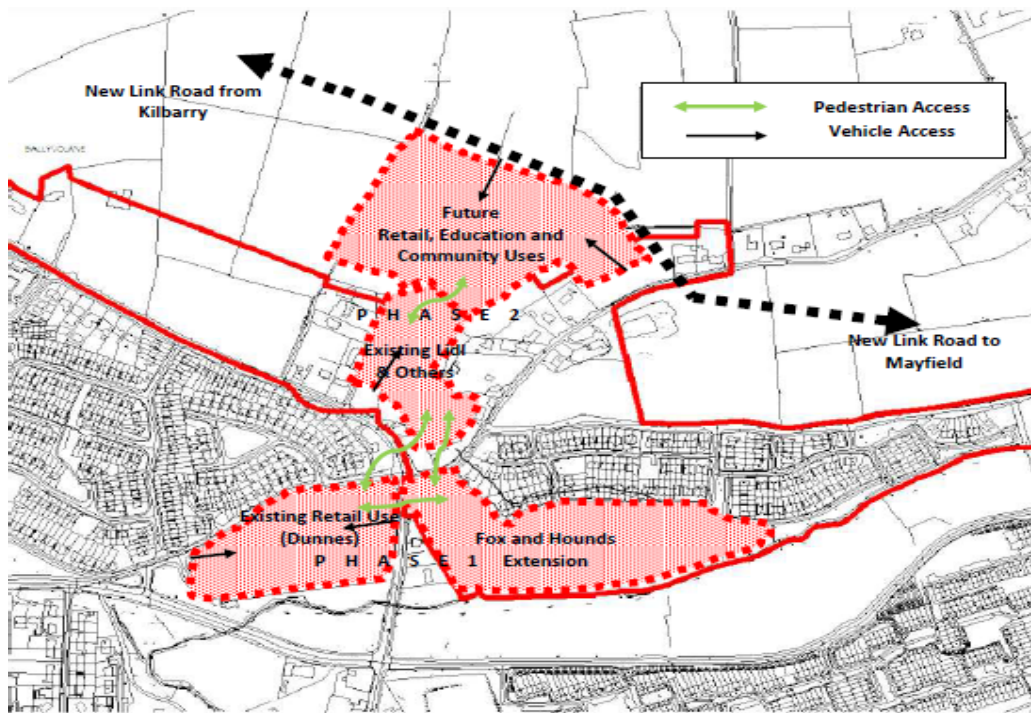 New Link Road from
Kilbarry
Pedestrian Access
Vehicle Access
Future
Retail, Education and
Community Uses
P H A S E 2
Existing Lidl
& Others
New Link Road to
Mayfield
Existing Retail Use
(Dunnes)
Fox and Hounds
Extension
P H A S E 1